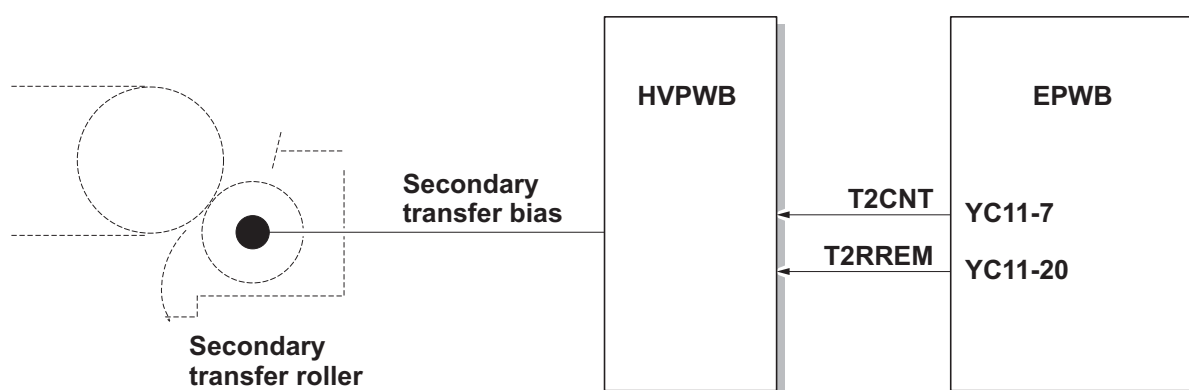 HVPWB
EPWB
Secondary
transfer bias
T2CNT
YC11-7
T2RREM
YC11-20
Secondary
transfer roller